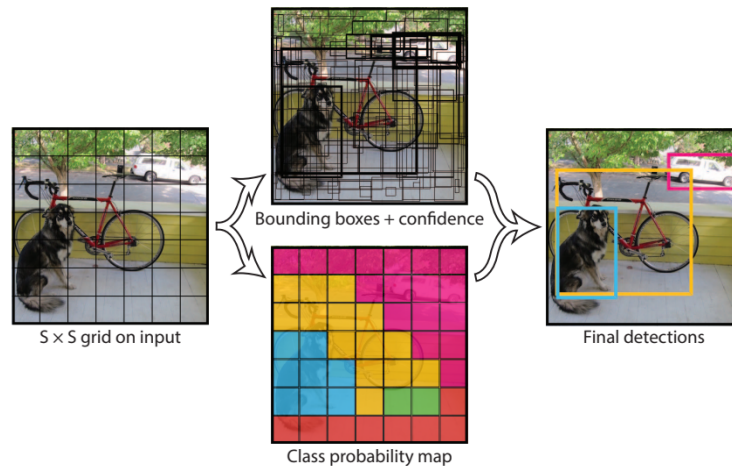 S × S grid on input
Bounding boxes + confidence
Class probability map
Final detections